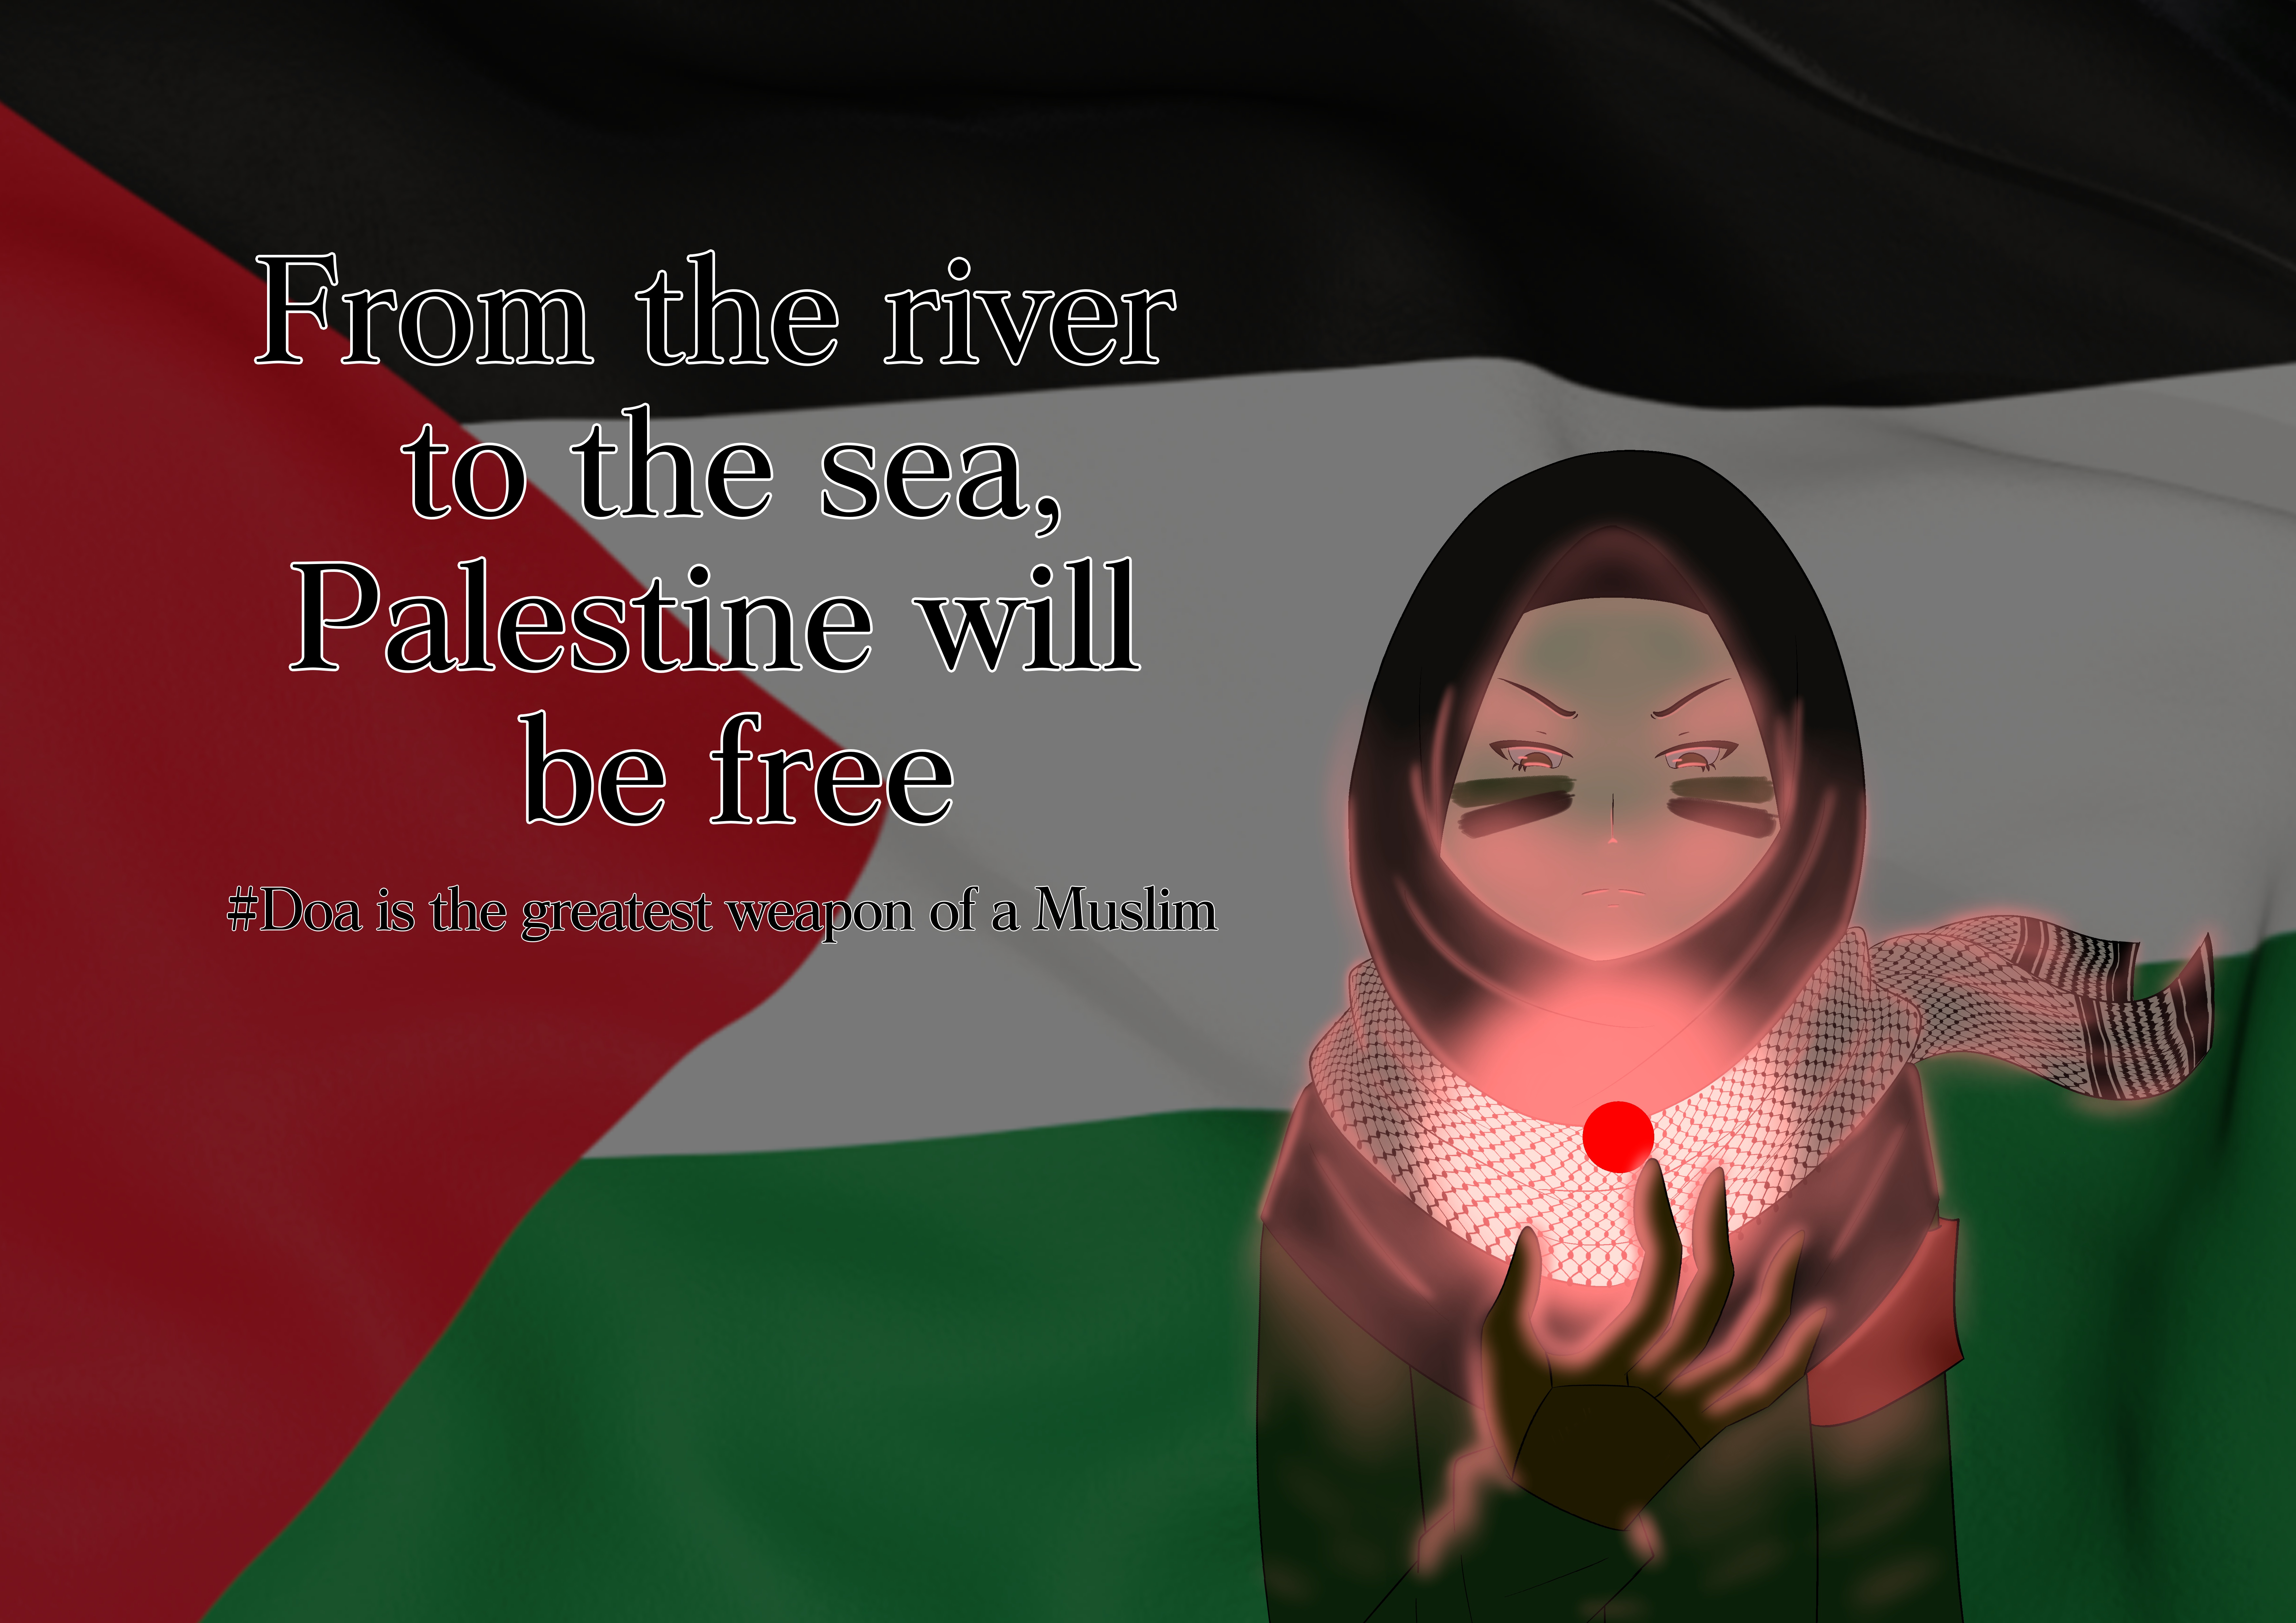 From the river
to the sea,
Palestine will
be free
#Doa is the greatest weapon of a Muslim